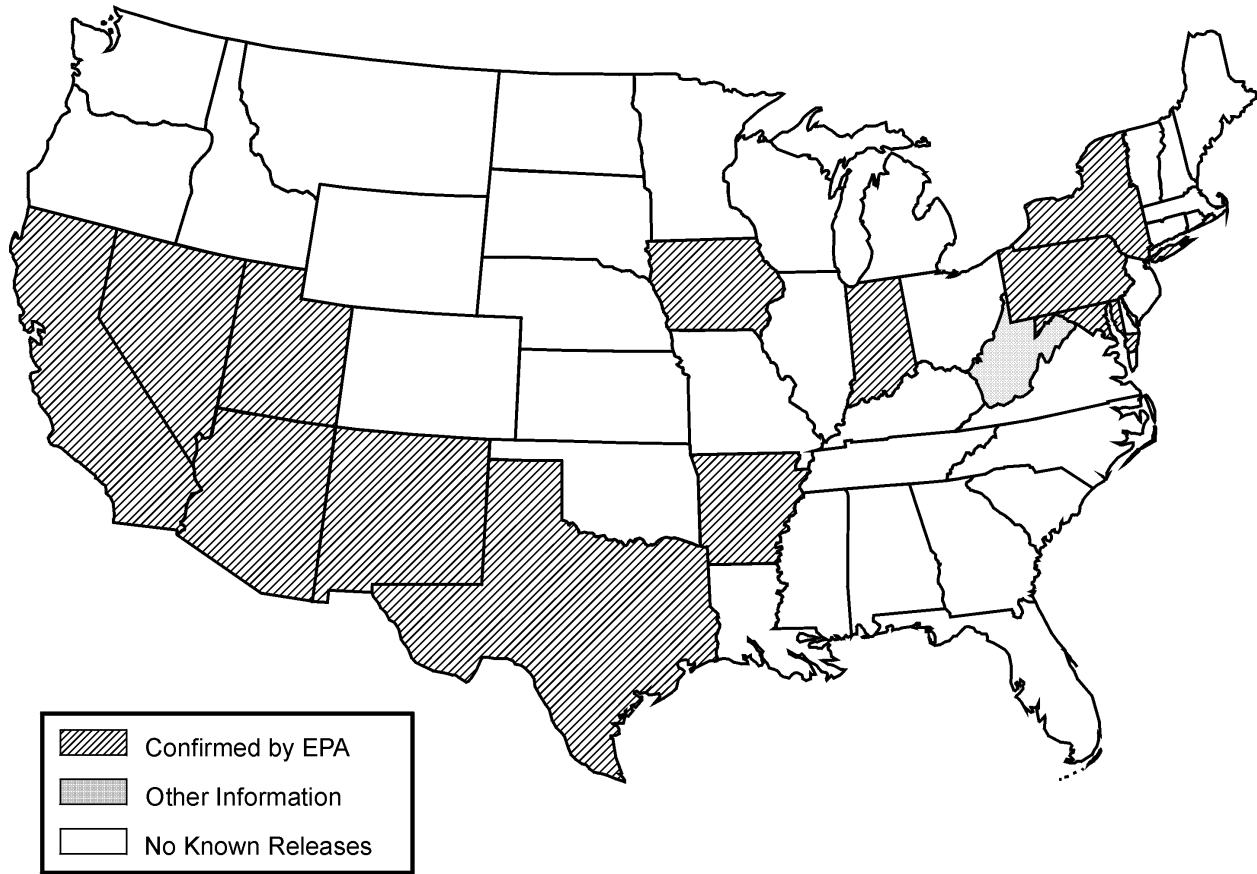 Confirmed by EPA
Other Information
No Known Releases